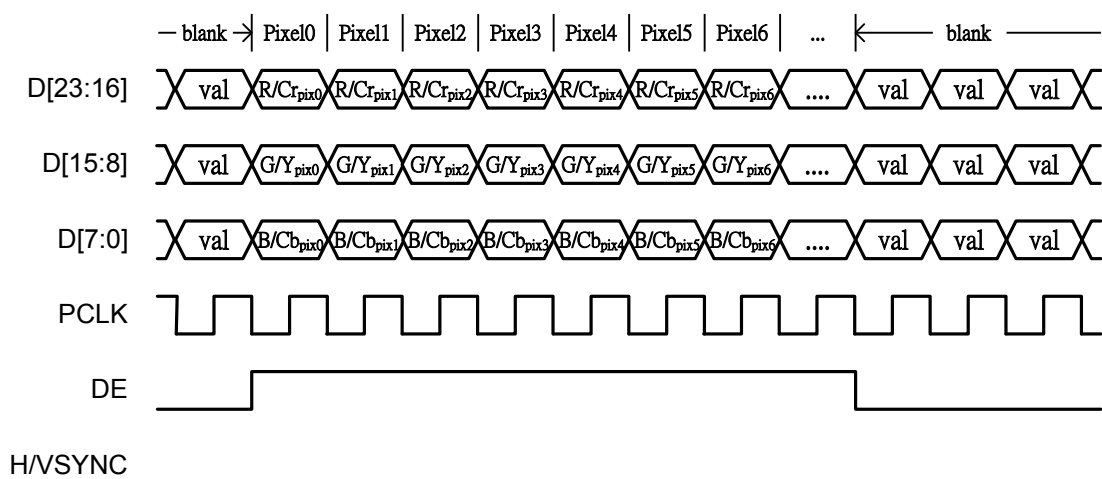 blank Pixel0 Pixel1 Pixel2 Pixel3 Pixel4 Pixel5 Pixel6 ... blank
D[23:16] val R/Crpix0 R/Crpix1 R/Crpix2 R/Crpix3 R/Crpix4 R/Crpix5 R/Crpix6 .... val val val
D[15:8] val G/Ypix0 G/Ypix1 G/Ypix2 G/Ypix3 G/Ypix4 G/Ypix5 G/Ypix6 .... val val val
D[7:0] val B/Cbpix0 B/Cbpix1 B/Cbpix2 B/Cbpix3 B/Cbpix4 B/Cbpix5 B/Cbpix6 .... val val val
PCLK
DE
H/VSYNC